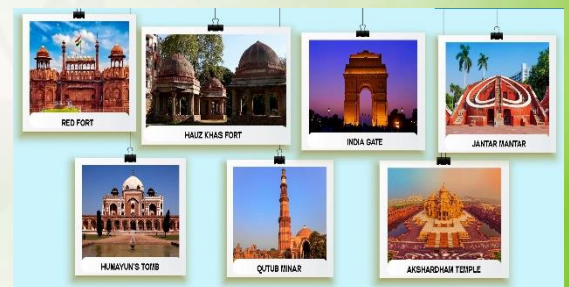 RED FORT
HAUZ KHAS FORT
INDIA GATE
JANTAR MANTAR
HUMAYUN'S TOMB
QUTUB MINAR
AKSHARDHAM TEMPLE